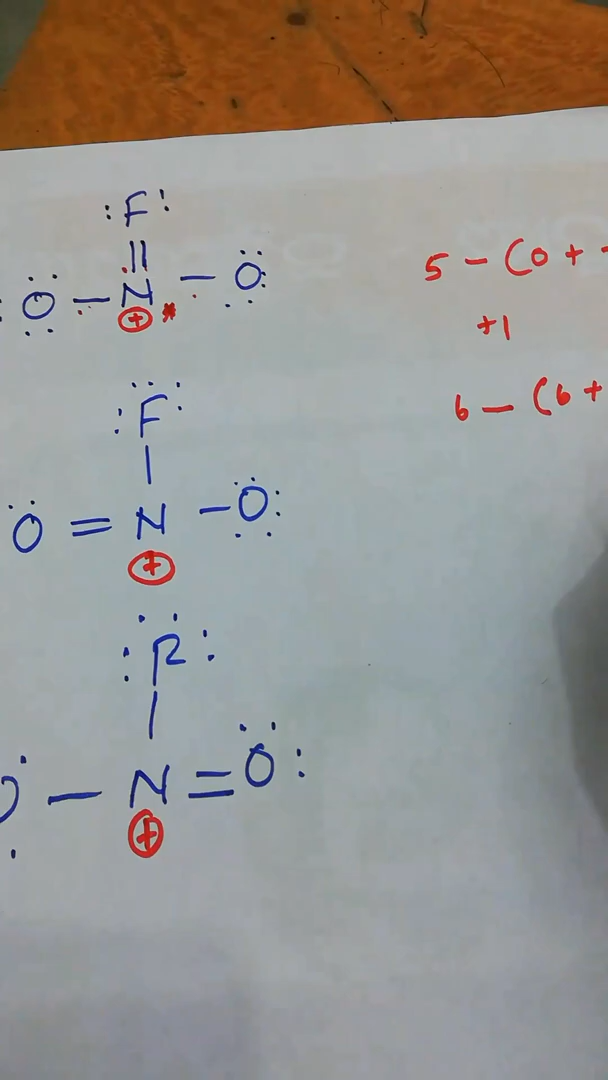 :F:
5 - (0 +
: O - N - O:
+ *
+1
:F:
6 - (6 +
O = N - O:
+
:F:
O - N = O:
+